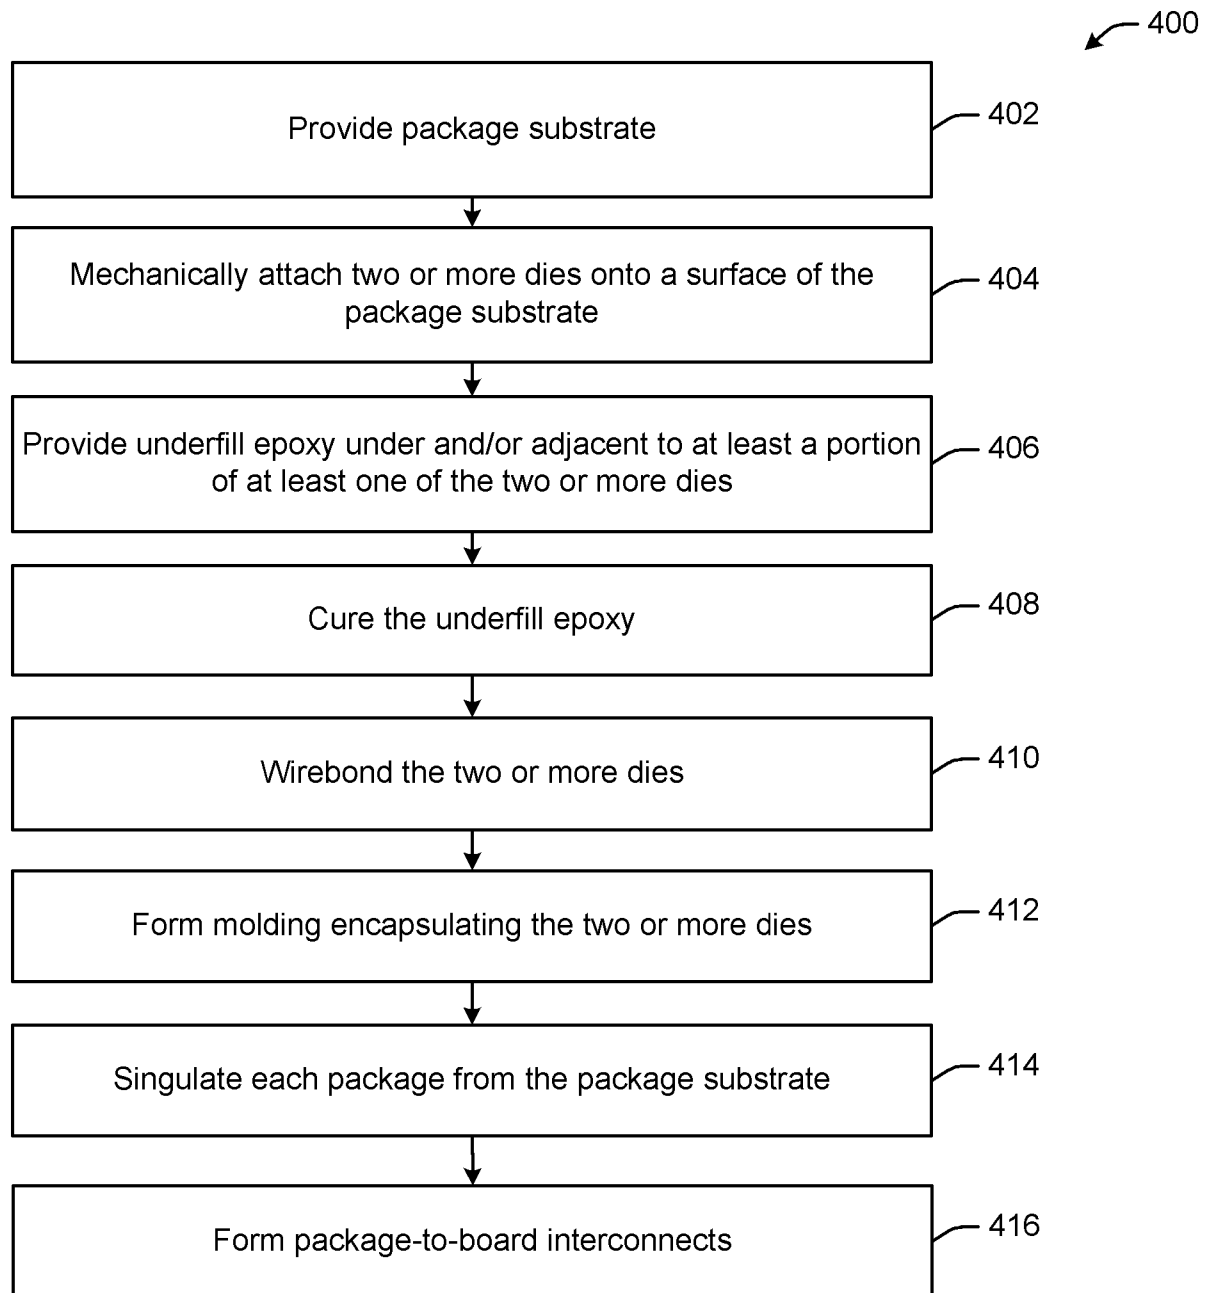 400
Provide package substrate
402
Mechanically attach two or more dies onto a surface of the
package substrate
404
Provide underfill epoxy under and/or adjacent to at least a portion
of at least one of the two or more dies
406
Cure the underfill epoxy
408
Wirebond the two or more dies
410
Form molding encapsulating the two or more dies
412
Singulate each package from the package substrate
414
Form package-to-board interconnects
416